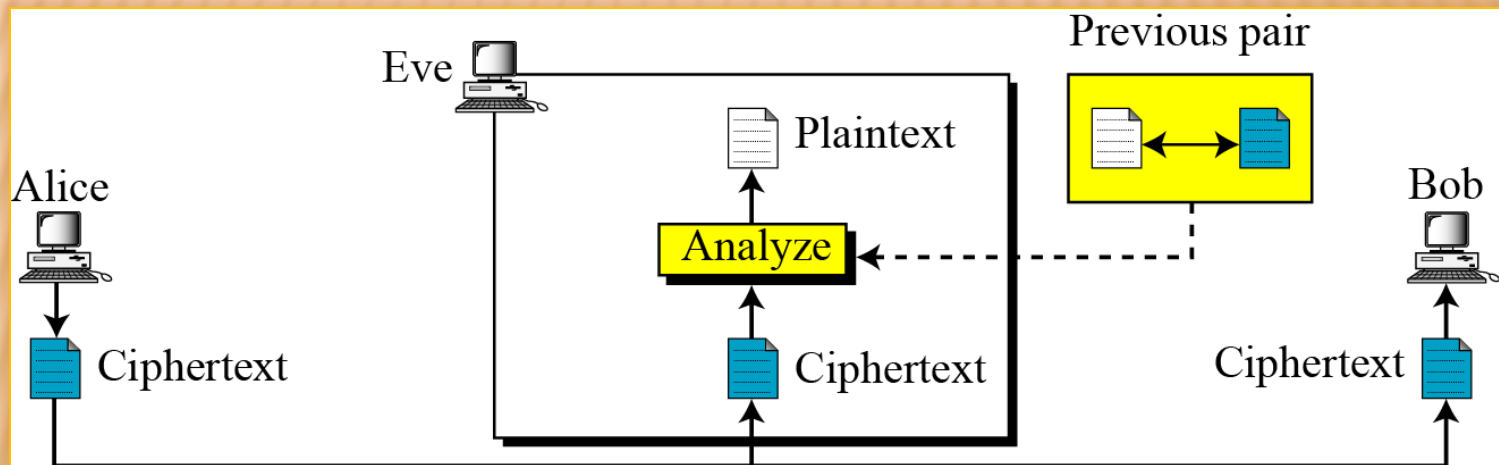 Previous pair
Eve
Plaintext
Alice
Bob
Analyze
Ciphertext
Ciphertext
Ciphertext